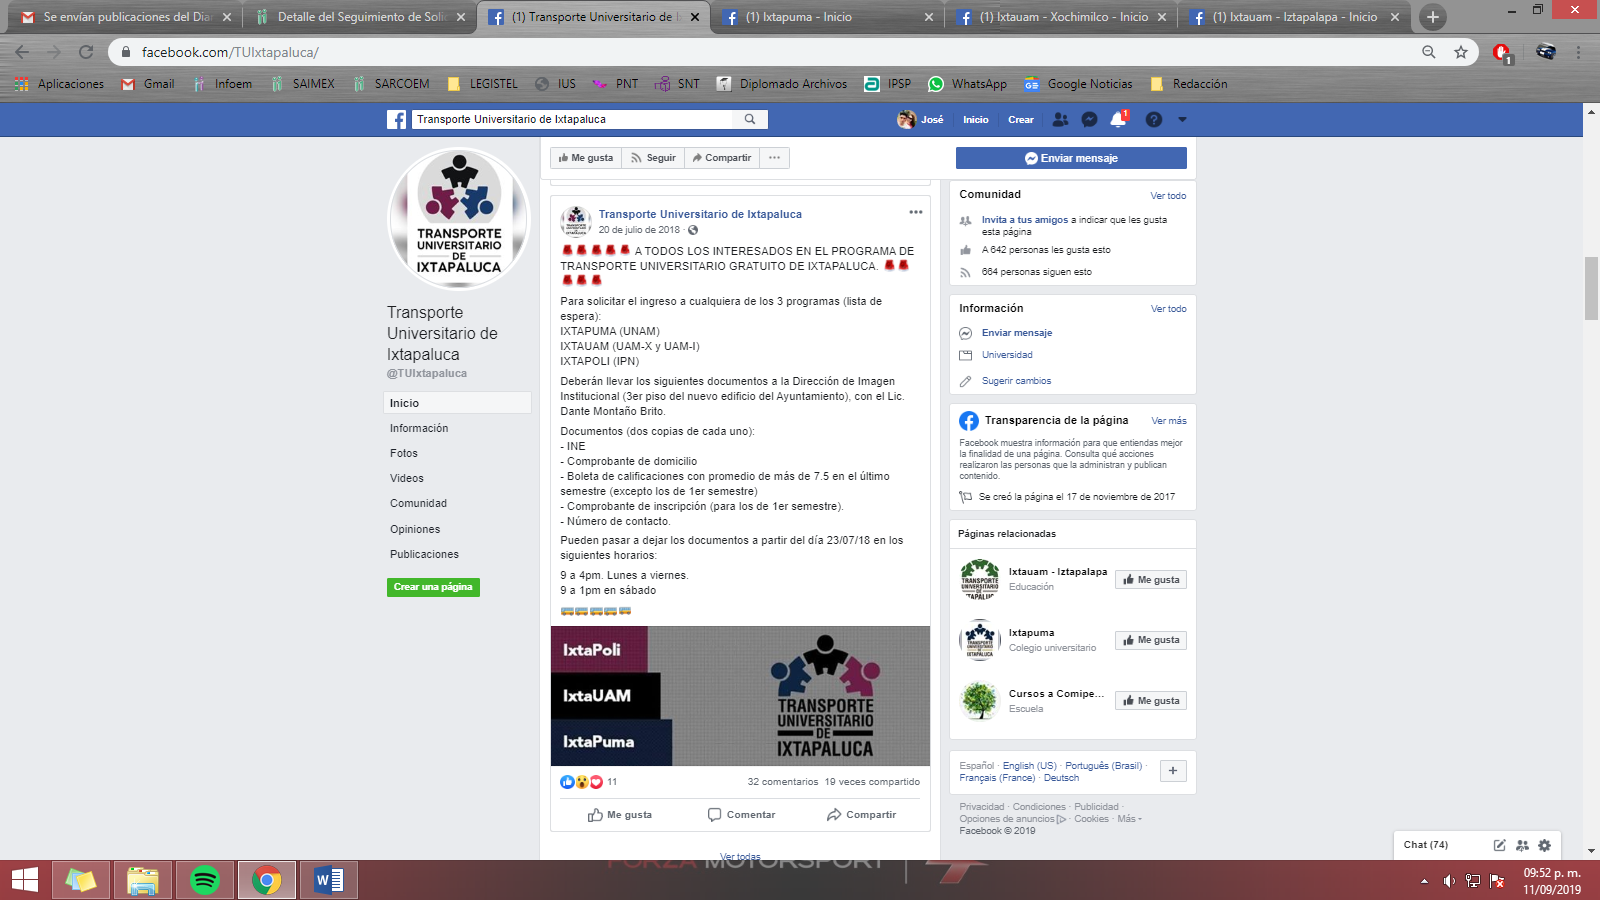 Se envían publicaciones del Dia
Detalle del Seguimiento de Solic
(1) Transporte Universitario de I
(1) Ixtapuma - Inicio
(1) Ixtauam - Xochimilco - Inicio
(1) Ixtauam - Iztapalapa - Inicio
facebook.com/TUIxtapaluca/
1
Aplicaciones
Gmail
Infoem
SAIMEX
SARCOEM
LEGISTEL
IUS
PNT
SNT
Diplomado Archivos
IPSP
WhatsApp
Google Noticias
Redacción
Transporte Universitario de Ixtapaluca
José
Inicio
Crear
1
Me gusta
Seguir
Compartir
Enviar mensaje
TRANSPORTE
UNIVERSITARIO
DE
IXTAPALUCA
Transporte
Universitario de
Ixtapaluca
@TUIxtapaluca
Inicio
Información
Fotos
Videos
Comunidad
Opiniones
Publicaciones
Crear una página
Transporte Universitario de Ixtapaluca
20 de julio de 2018 ·
A TODOS LOS INTERESADOS EN EL PROGRAMA DE
TRANSPORTE UNIVERSITARIO GRATUITO DE IXTAPALUCA.
Para solicitar el ingreso a cualquiera de los 3 programas (lista de
espera):
IXTAPUMA (UNAM)
IXTAUAM (UAM-X y UAM-I)
IXTAPOLI (IPN)
Deberán llevar los siguientes documentos a la Dirección de Imagen
Institucional (3er piso del nuevo edificio del Ayuntamiento), con el Lic.
Dante Montaño Brito.
Documentos (dos copias de cada uno):
- INE
- Comprobante de domicilio
- Boleta de calificaciones con promedio de más de 7.5 en el último
semestre (excepto los de 1er semestre)
- Comprobante de inscripción (para los de 1er semestre).
- Número de contacto.
Pueden pasar a dejar los documentos a partir del día 23/07/18 en los
siguientes horarios:
9 a 4pm. Lunes a viernes.
9 a 1pm en sábado
IxtaPoli
IxtaUAM
IxtaPuma
TRANSPORTE
UNIVERSITARIO
DE
IXTAPALUCA
11
32 comentarios 19 veces compartido
Me gusta
Comentar
Compartir
Ver todas
Comunidad
Ver todo
Invita a tus amigos a indicar que les gusta
esta página
A 642 personas les gusta esto
664 personas siguen esto
Información
Ver todo
Enviar mensaje
Universidad
Sugerir cambios
Transparencia de la página
Ver más
Facebook muestra información para que entiendas mejor
la finalidad de una página. Consulta qué acciones
realizaron las personas que la administran y publican
contenido.
Se creó la página el 17 de noviembre de 2017
Páginas relacionadas
Ixtauam - Iztapalapa
Educación
Me gusta
Ixtapuma
Colegio universitario
Me gusta
Cursos a Comipe...
Escuela
Me gusta
Español · English (US) · Português (Brasil) ·
Français (France) · Deutsch
Privacidad · Condiciones · Publicidad ·
Opciones de anuncios · Cookies · Más
Facebook © 2019
Chat (74)
FORZA MOTORSPORT
09:52 p. m.
11/09/2019